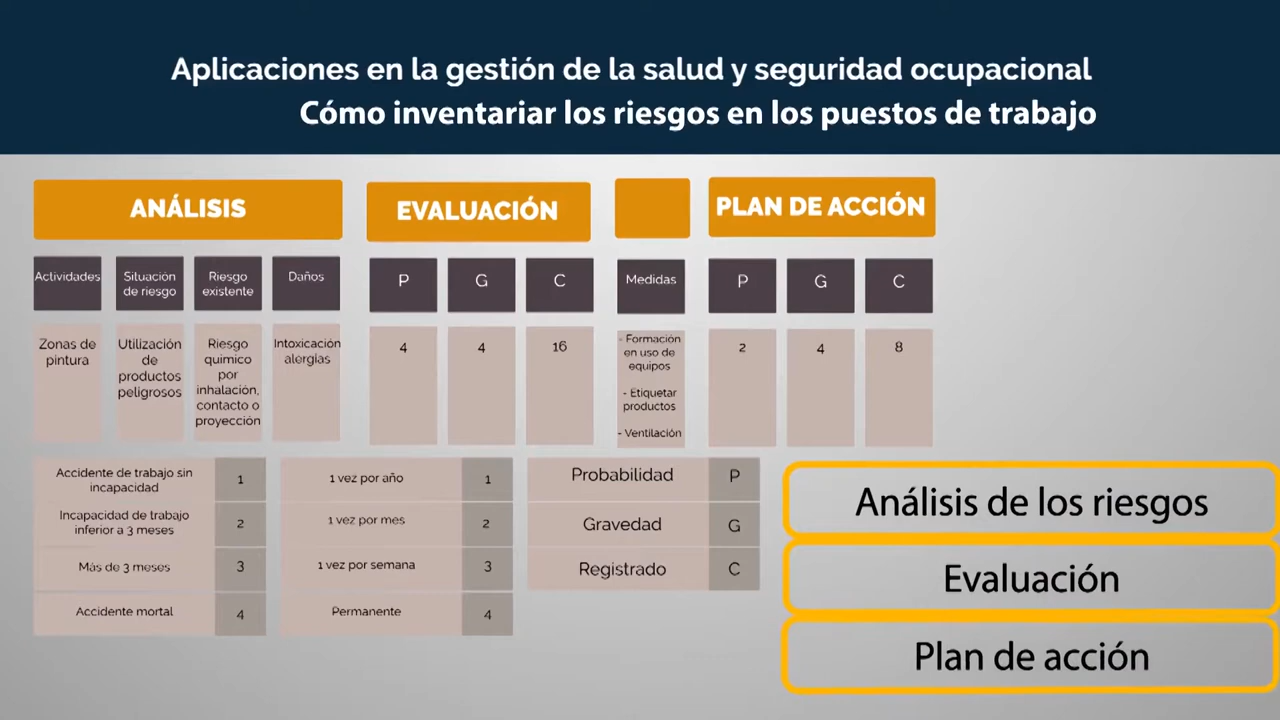 Aplicaciones en la gestión de la salud y seguridad ocupacional
Cómo inventariar los riesgos en los puestos de trabajo
ANÁLISIS
EVALUACIÓN
PLAN DE ACCIÓN
Actividades
Situación
de riesgo
Riesgo
existente
Daños
P
G
C
Medidas
P
G
C
Zonas de
pintura
Utilización
de
productos
peligrosos
Riesgo
químico
por
inhalación,
contacto o
proyección
Intoxicación
alergias
4
4
16
- Formación
en uso de
equipos
- Etiquetar
productos
- Ventilación
2
4
8
Accidente de trabajo sin
incapacidad
1
Incapacidad de trabajo
inferior a 3 meses
2
Más de 3 meses
3
Accidente mortal
4
1 vez por año
1
1 vez por mes
2
1 vez por semana
3
Permanente
4
Probabilidad
P
Gravedad
G
Registrado
C
Análisis de los riesgos
Evaluación
Plan de acción